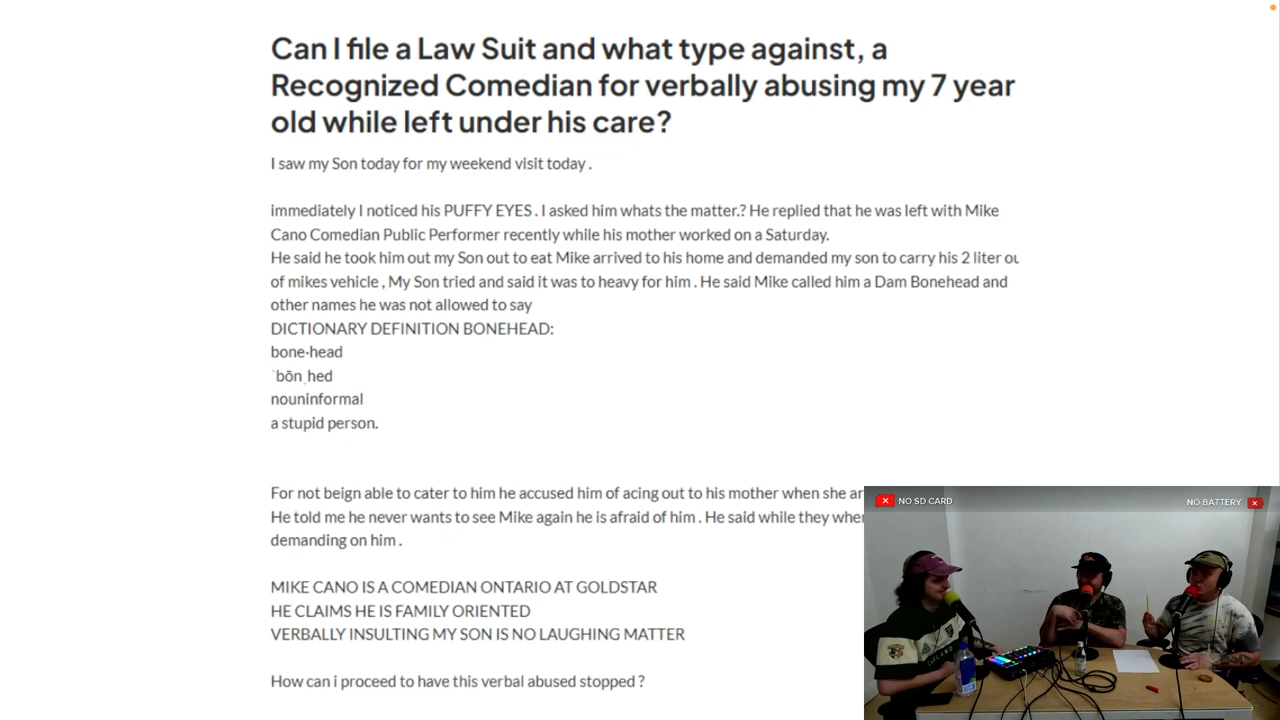 Can I file a Law Suit and what type against, a
Recognized Comedian for verbally abusing my 7 year
old while left under his care?
I saw my Son today for my weekend visit today .
immediately I noticed his PUFFY EYES . I asked him whats the matter.? He replied that he was left with Mike
Cano Comedian Public Performer recently while his mother worked on a Saturday.
He said he took him out my Son out to eat Mike arrived to his home and demanded my son to carry his 2 liter ou
of mikes vehicle , My Son tried and said it was to heavy for him . He said Mike called him a Dam Bonehead and
other names he was not allowed to say
DICTIONARY DEFINITION BONEHEAD:
bone·head
ˈbōnˌhed
nouninformal
a stupid person.
For not beign able to cater to him he accused him of acing out to his mother when she ar
He told me he never wants to see Mike again he is afraid of him . He said while they wher
demanding on him .
MIKE CANO IS A COMEDIAN ONTARIO AT GOLDSTAR
HE CLAIMS HE IS FAMILY ORIENTED
VERBALLY INSULTING MY SON IS NO LAUGHING MATTER
How can i proceed to have this verbal abused stopped ?
NO SD CARD
NO BATTERY